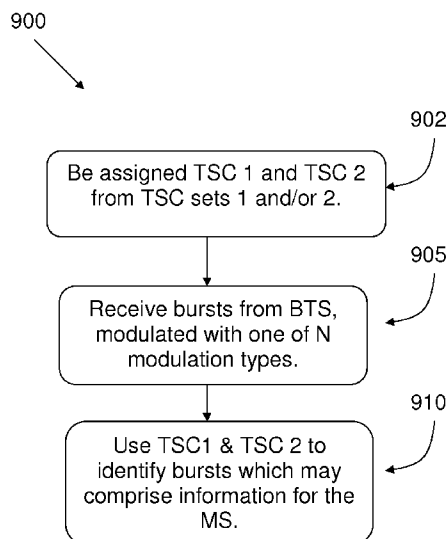 900
902
Be assigned TSC 1 and TSC 2
from TSC sets 1 and/or 2.
905
Receive bursts from BTS,
modulated with one of N
modulation types.
910
Use TSC1 & TSC 2 to
identify bursts which may
comprise information for the
MS.